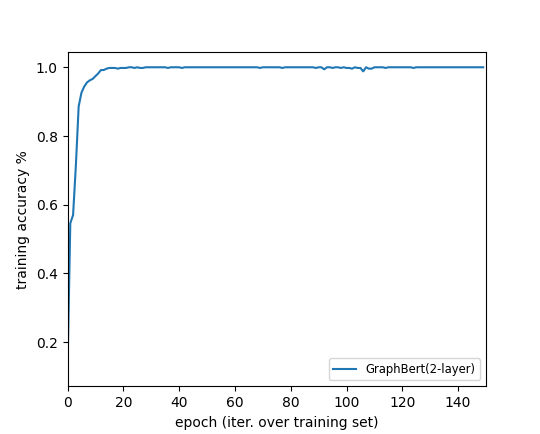 training accuracy %
1.0
0.8
0.6
0.4
0.2
GraphBert(2-layer)
0 20 40 60 80 100 120 140
epoch (iter. over training set)